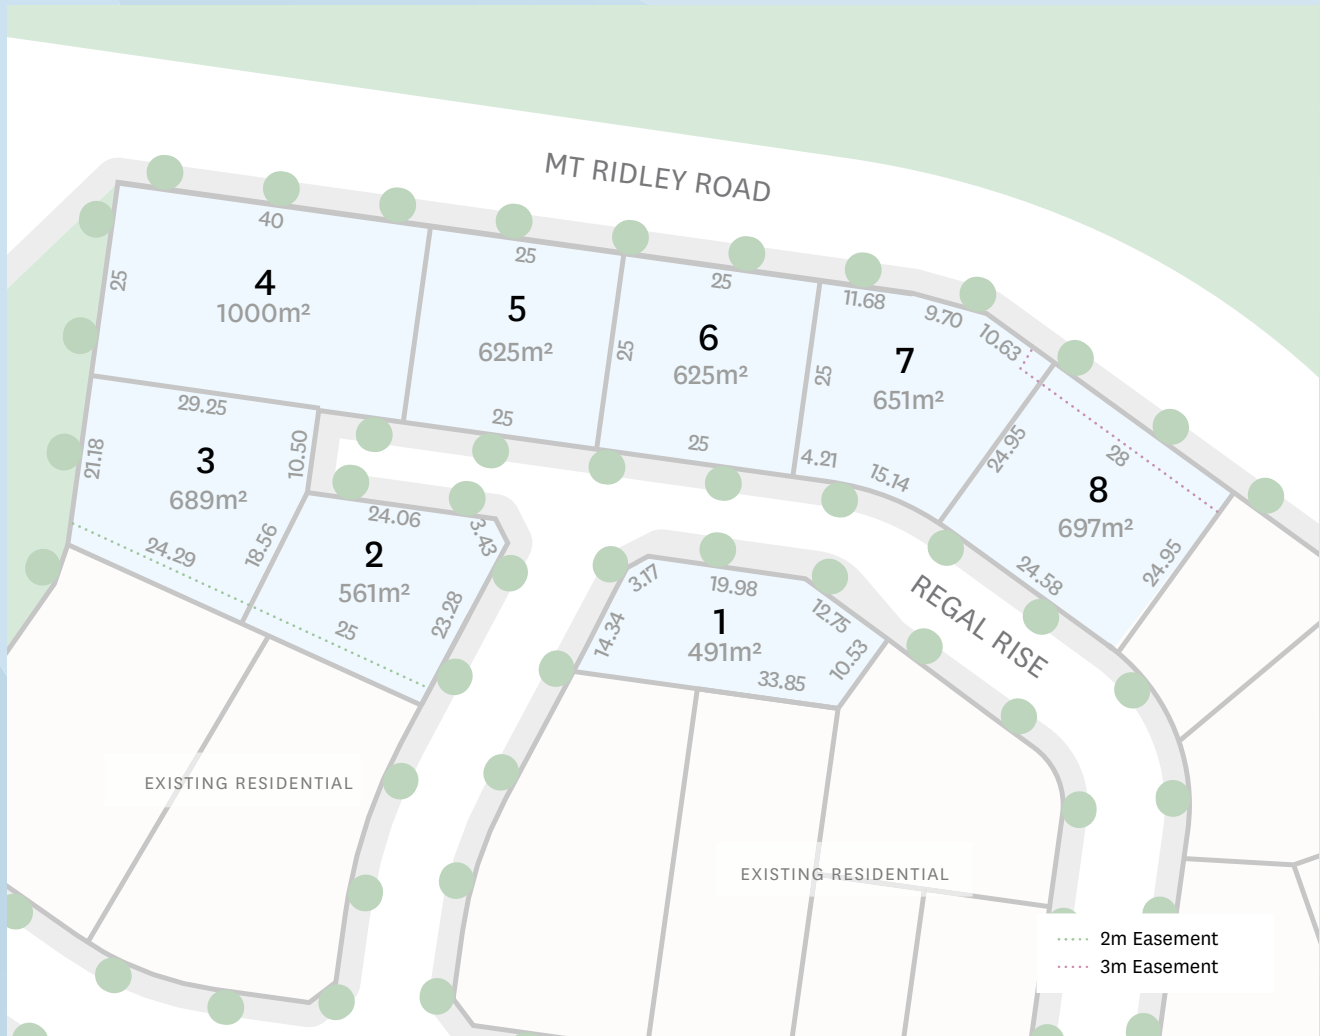 MT RIDLEY ROAD
40
25
4
1000m²
25
5
625m²
25
25
25
6
625m²
25
11.68
9.70
10.63
25
7
651m²
4.21
15.14
24.95
28
8
697m²
24.58
24.95
29.25
21.18
3
689m²
10.50
24.29
18.56
24.06
3.43
2
561m²
25
23.28
3.17
19.98
12.75
14.34
1
491m²
10.53
33.85
REGAL RISE
EXISTING RESIDENTIAL
EXISTING RESIDENTIAL
2m Easement
3m Easement